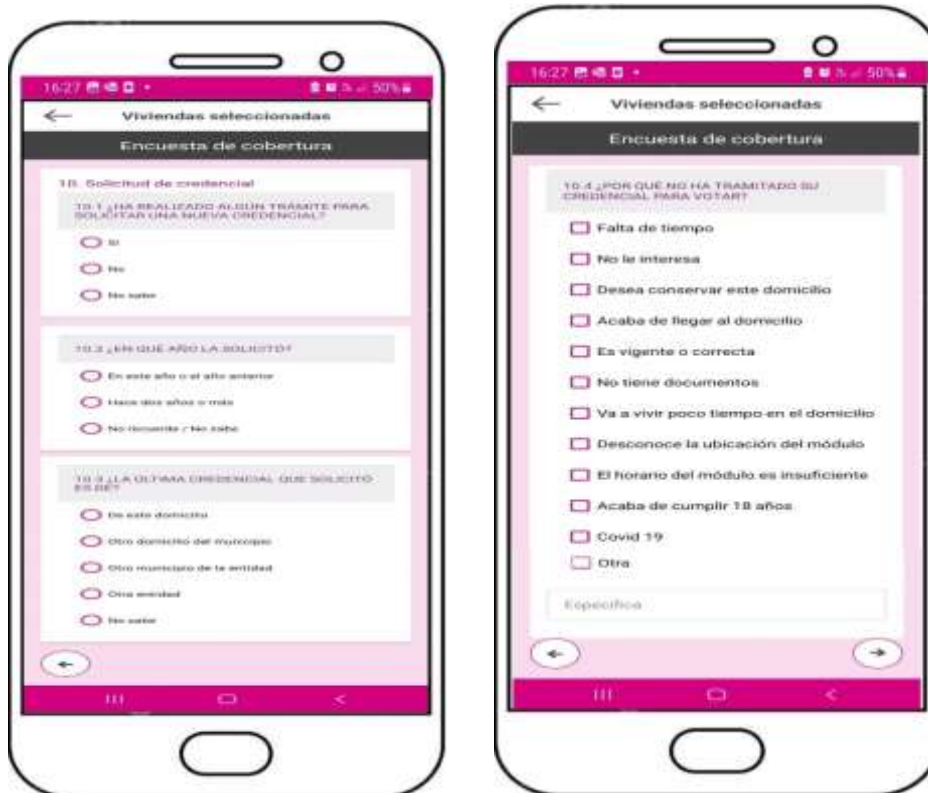 16:27
50%
Viviendas seleccionadas
Encuesta de cobertura
10. Solicitud de credencial
10.1 ¿HA REALIZADO ALGÚN TRÁMITE PARA
SOLICITAR UNA NUEVA CREDENCIAL?
Si
No
No sabe
10.2 ¿EN QUÉ AÑO LA SOLICITÓ?
En este año o el año anterior
Hace dos años o más
No recuerda / No sabe
10.3 ¿LA ÚLTIMA CREDENCIAL QUE SOLICITÓ
ES DE?
De este domicilio
Otro domicilio del municipio
Otro municipio de la entidad
Otra entidad
No sabe
16:27
50%
Viviendas seleccionadas
Encuesta de cobertura
10.4 ¿POR QUÉ NO HA TRAMITADO SU
CREDENCIAL PARA VOTAR?
Falta de tiempo
No le interesa
Desea conservar este domicilio
Acaba de llegar al domicilio
Es vigente o correcta
No tiene documentos
Va a vivir poco tiempo en el domicilio
Desconoce la ubicación del módulo
El horario del módulo es insuficiente
Acaba de cumplir 18 años
Covid 19
Otra
Especifica